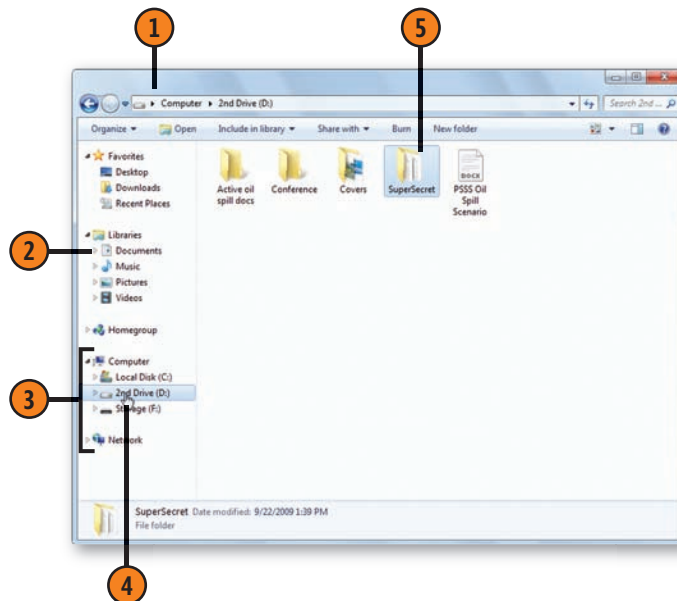 1
5
Computer ▸ 2nd Drive (D:)
Search 2nd ...
Organize Open Include in library Share with Burn New folder
Favorites
Desktop
Downloads
Recent Places
Active oil spill docs
Conference
Covers
SuperSecret
PSSS Oil Spill Scenario
DOCX
2
Libraries
Documents
Music
Pictures
Videos
Homegroup
3
Computer
Local Disk (C:)
2nd Drive (D:)
Storage (F:)
Network
SuperSecret Date modified: 9/22/2009 1:39 PM
File folder
4